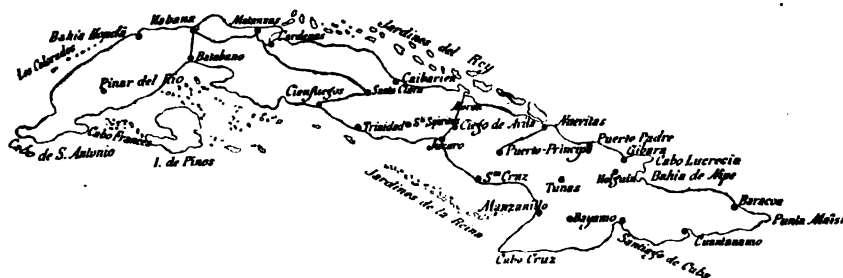 Habana
Matanzas
Cardenas
Bahia Honda
Los Colorados
Batabano
Pinar del Rio
Cabo Frances
Cabo de S. Antonio
I. de Pinos
Jardines del Rey
Caibarien
Santa Clara
Cienfuegos
Trinidad
Sti Spiritus
Moron
Ciego de Avila
Jucaro
Nuevitas
Puerto-Principe
Puerto Padre
Gibara
Cabo Lucrecia
Holguin
Bahia de Nipe
Tunas
Sta Cruz
Jardines de la Reina
Manzanillo
Bayamo
Cabo Cruz
Santiago de Cuba
Guantanamo
Baracoa
Punta Maisi